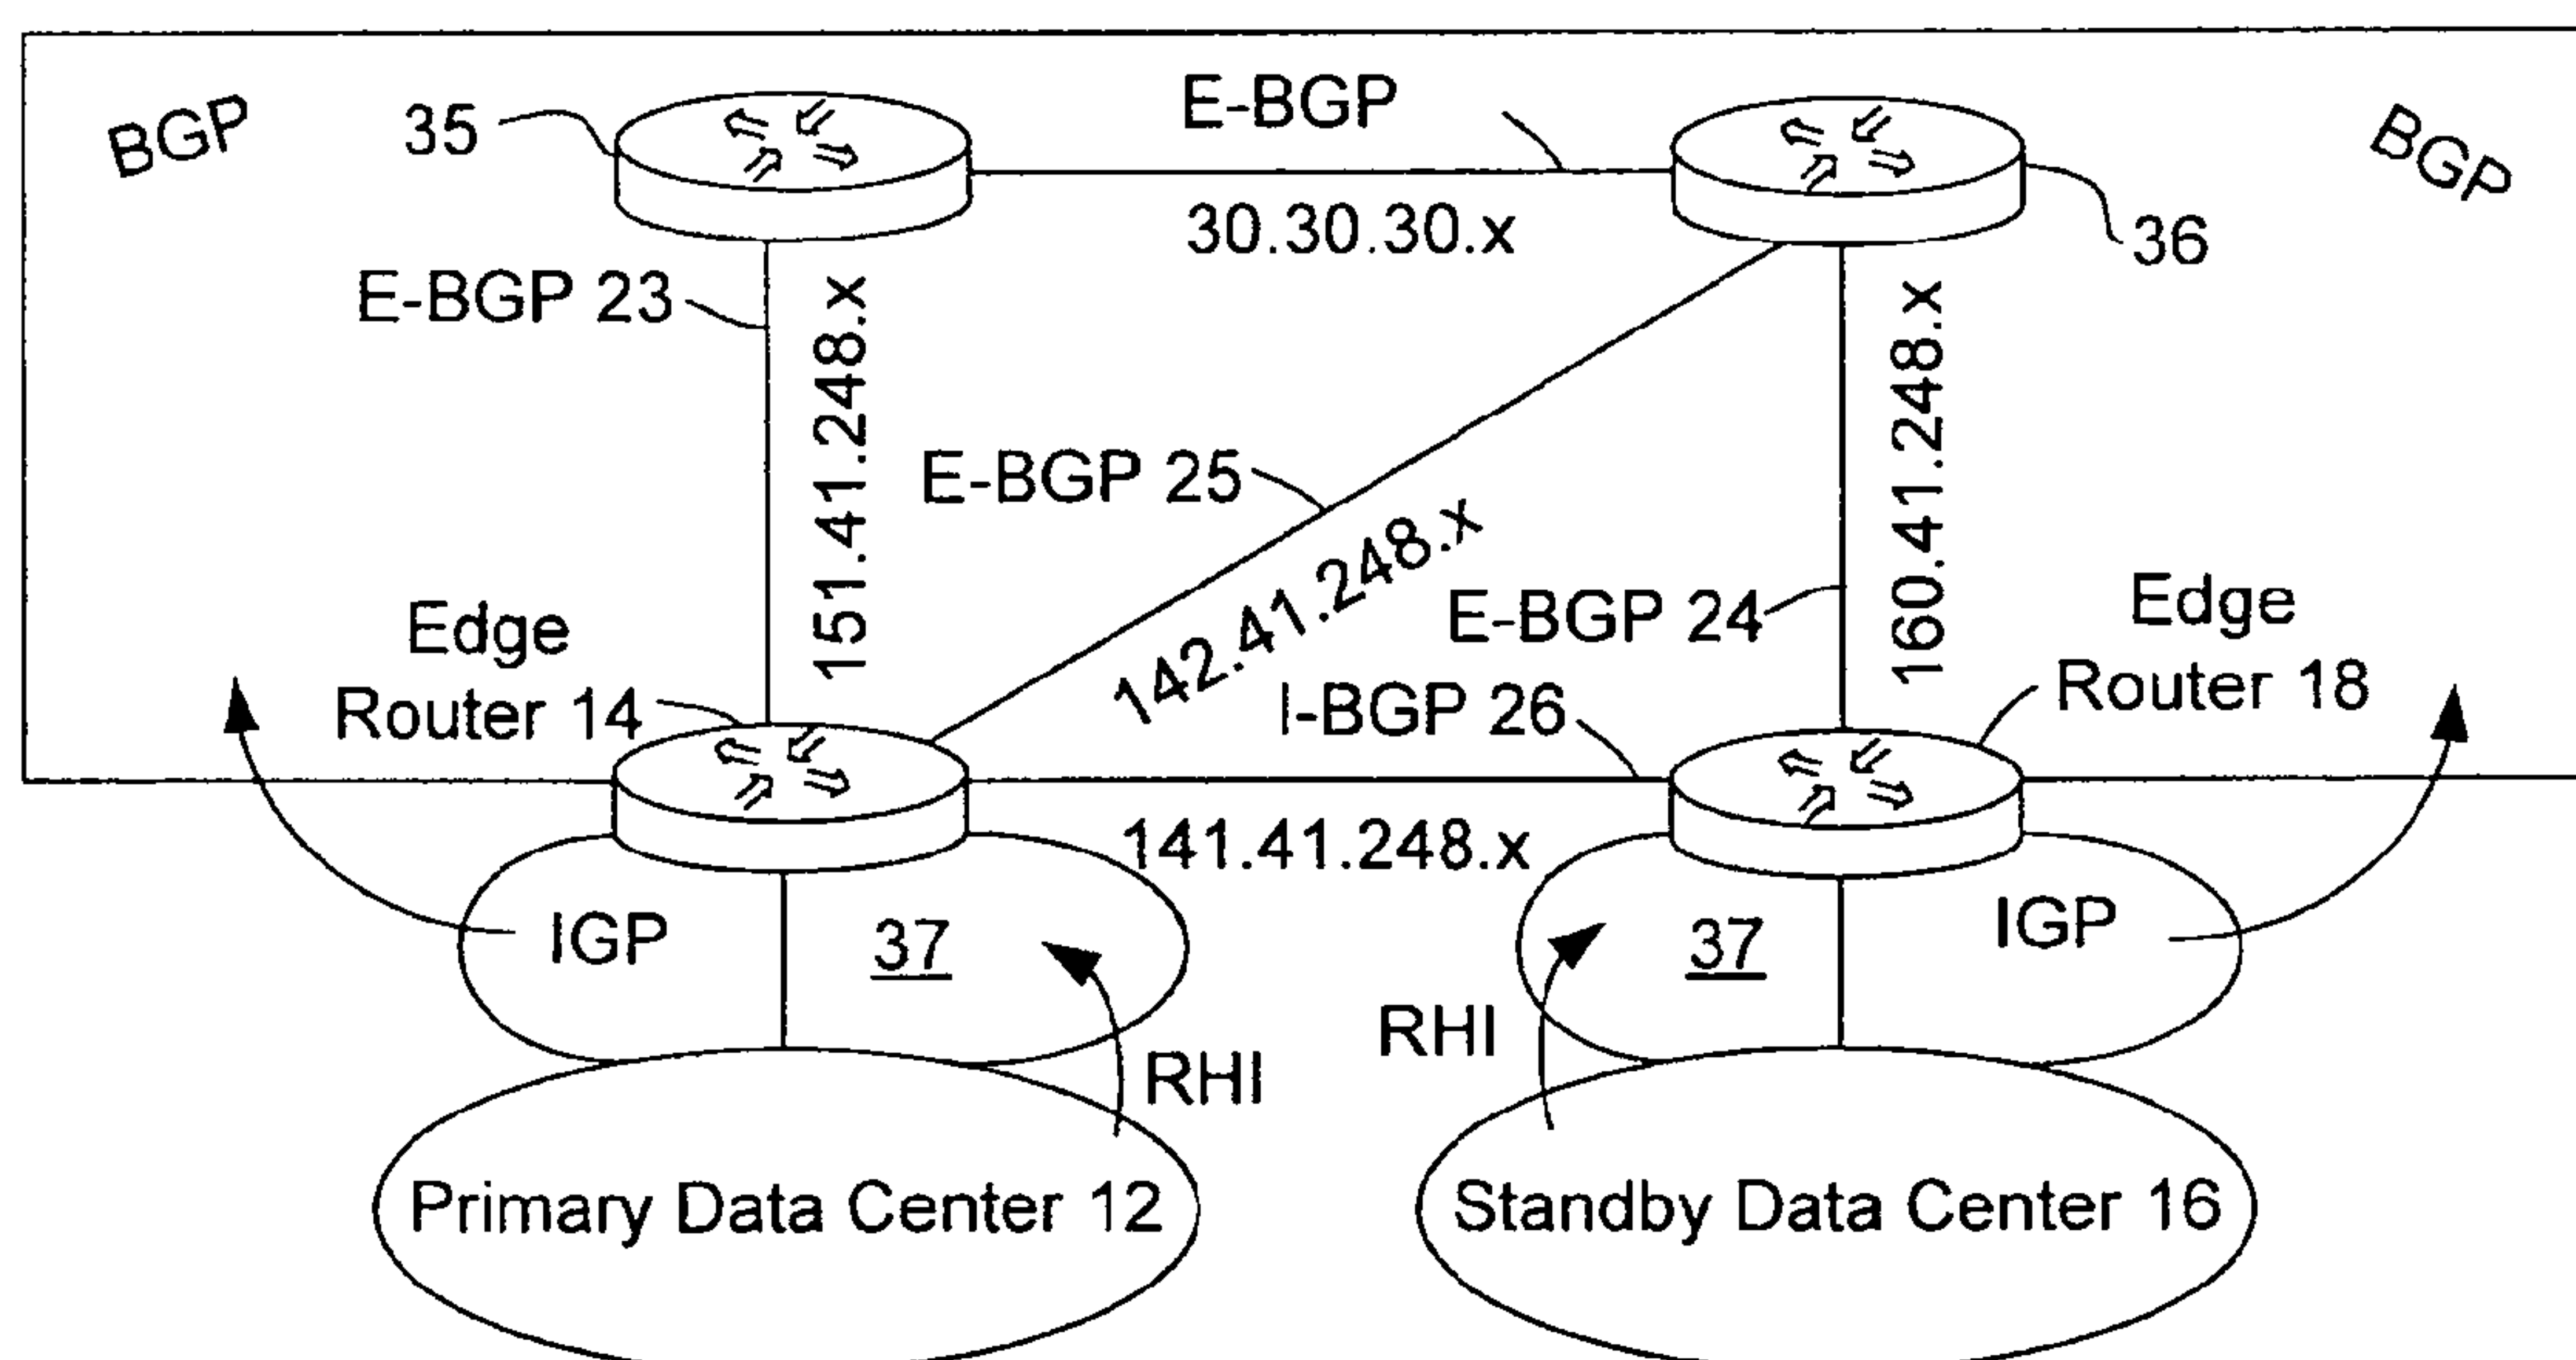 BGP
35
E-BGP
BGP
30.30.30.x
36
E-BGP 23
151.41.248.x
E-BGP 25
142.41.248.x
E-BGP 24
160.41.248.x
Edge
Router 14
I-BGP 26
Edge
Router 18
141.41.248.x
IGP
37
37
IGP
RHI
RHI
Primary Data Center 12
Standby Data Center 16